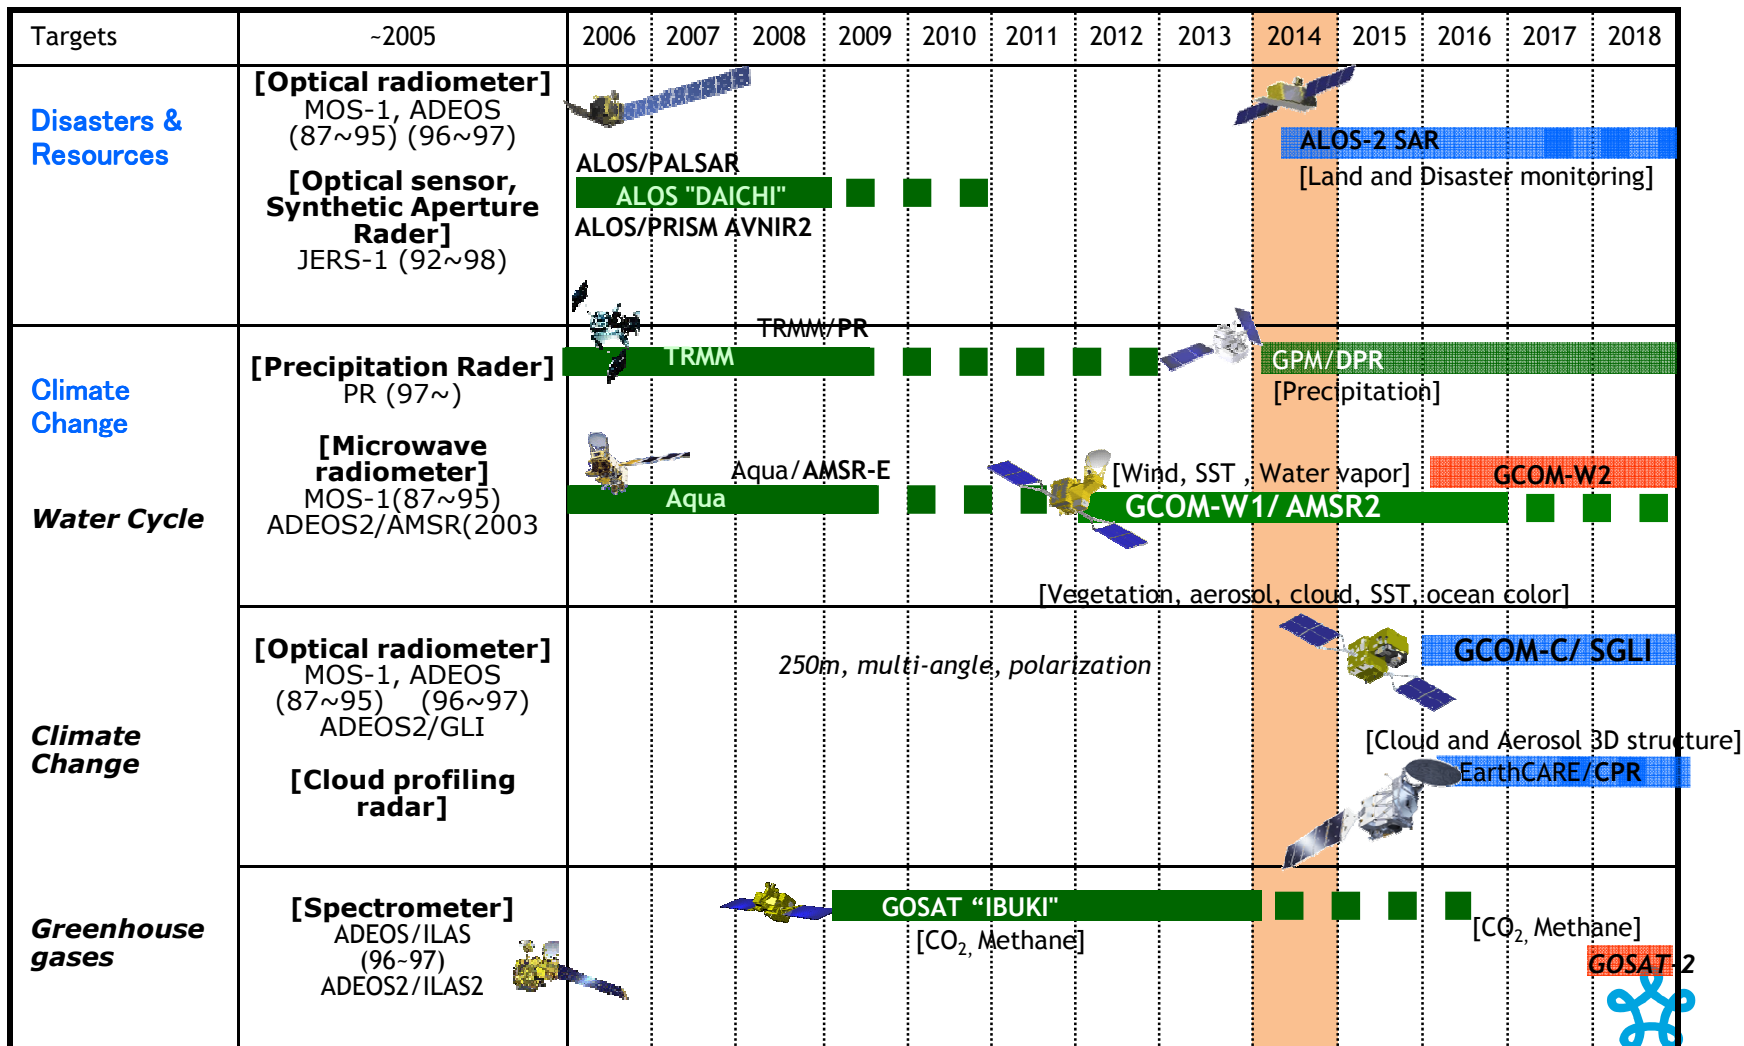 Targets ~2005 2006 2007 2008 2009 2010 2011 2012 2013 2014 2015 2016 2017 2018
Disasters &
Resources
[Optical radiometer]
MOS-1, ADEOS
(87~95) (96~97)
[Optical sensor,
Synthetic Aperture
Rader]
JERS-1 (92~98)
ALOS/PALSAR
ALOS "DAICHI"
ALOS/PRISM AVNIR2
ALOS-2 SAR
[Land and Disaster monitoring]
Climate
Change
Water Cycle
[Precipitation Rader]
PR (97~)
[Microwave
radiometer]
MOS-1(87~95)
ADEOS2/AMSR(2003
TRMM/PR
TRMM
GPM/DPR
[Precipitation]
Aqua/AMSR-E
Aqua
[Wind, SST , Water vapor]
GCOM-W1/ AMSR2
GCOM-W2
[Vegetation, aerosol, cloud, SST, ocean color]
Climate
Change
[Optical radiometer]
MOS-1, ADEOS
(87~95) (96~97)
ADEOS2/GLI
[Cloud profiling
radar]
250m, multi-angle, polarization
GCOM-C/ SGLI
[Cloud and Aerosol 3D structure]
EarthCARE/CPR
Greenhouse
gases
[Spectrometer]
ADEOS/ILAS
(96~97)
ADEOS2/ILAS2
GOSAT “IBUKI"
[CO2, Methane]
[CO2, Methane]
GOSAT-2